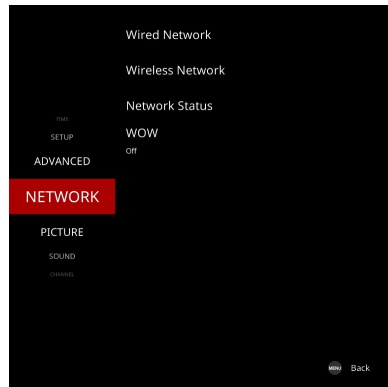 Wired Network
Wireless Network
Network Status
WOW
Off
TIME
SETUP
ADVANCED
NETWORK
PICTURE
SOUND
CHANNEL
MENU Back